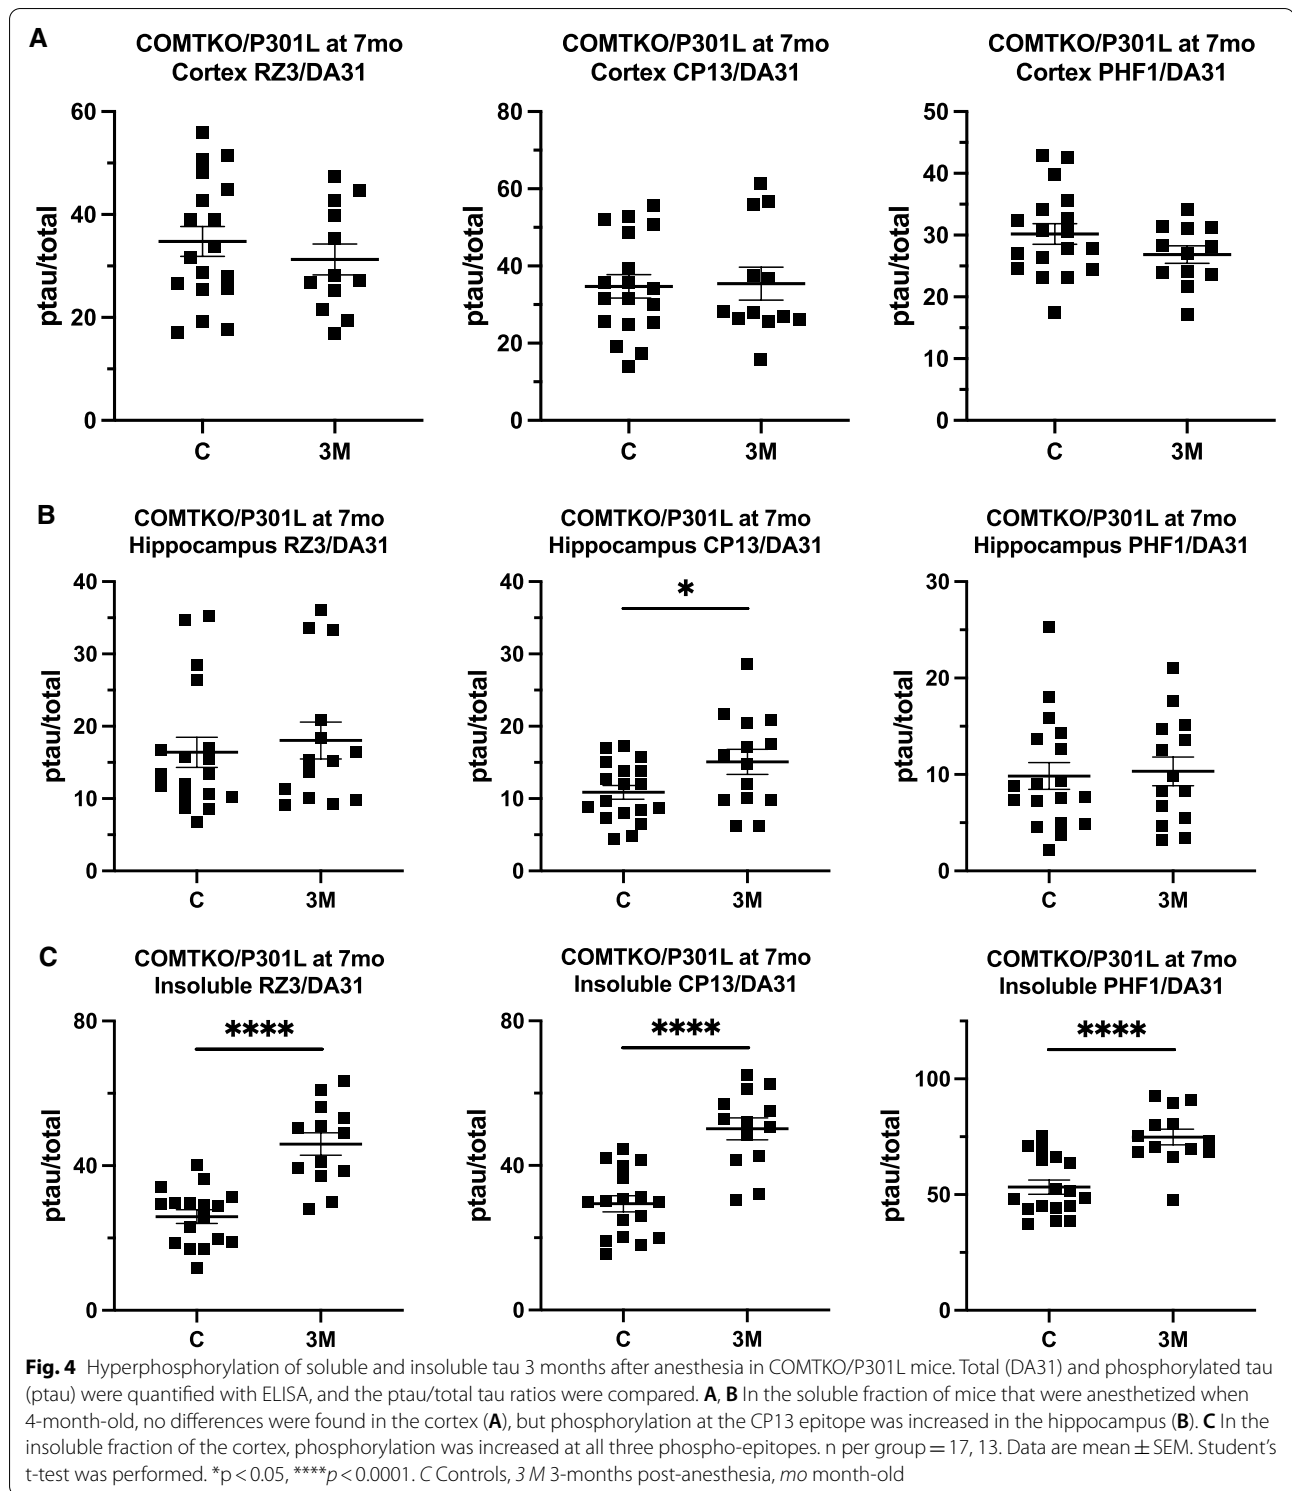 A
COMTKO/P301L at 7mo
Cortex RZ3/DA31
COMTKO/P301L at 7mo
Cortex CP13/DA31
COMTKO/P301L at 7mo
Cortex PHF1/DA31
ptau/total
60
40
20
0
C 3M
ptau/total
80
60
40
20
0
C 3M
ptau/total
50
40
30
20
10
0
C 3M
B
COMTKO/P301L at 7mo
Hippocampus RZ3/DA31
COMTKO/P301L at 7mo
Hippocampus CP13/DA31
COMTKO/P301L at 7mo
Hippocampus PHF1/DA31
ptau/total
40
30
20
10
0
C 3M
ptau/total
40
30
20
10
0
*
C 3M
ptau/total
30
20
10
0
C 3M
C
COMTKO/P301L at 7mo
Insoluble RZ3/DA31
COMTKO/P301L at 7mo
Insoluble CP13/DA31
COMTKO/P301L at 7mo
Insoluble PHF1/DA31
ptau/total
80
40
0
****
C 3M
ptau/total
80
40
0
****
C 3M
ptau/total
100
50
0
****
C 3M
Fig. 4 Hyperphosphorylation of soluble and insoluble tau 3 months after anesthesia in COMTKO/P301L mice. Total (DA31) and phosphorylated tau
(ptau) were quantified with ELISA, and the ptau/total tau ratios were compared. A, B In the soluble fraction of mice that were anesthetized when
4-month-old, no differences were found in the cortex (A), but phosphorylation at the CP13 epitope was increased in the hippocampus (B). C In the
insoluble fraction of the cortex, phosphorylation was increased at all three phospho-epitopes. n per group = 17, 13. Data are mean ± SEM. Student's
t-test was performed. *p < 0.05, ****p < 0.0001. C Controls, 3 M 3-months post-anesthesia, mo month-old